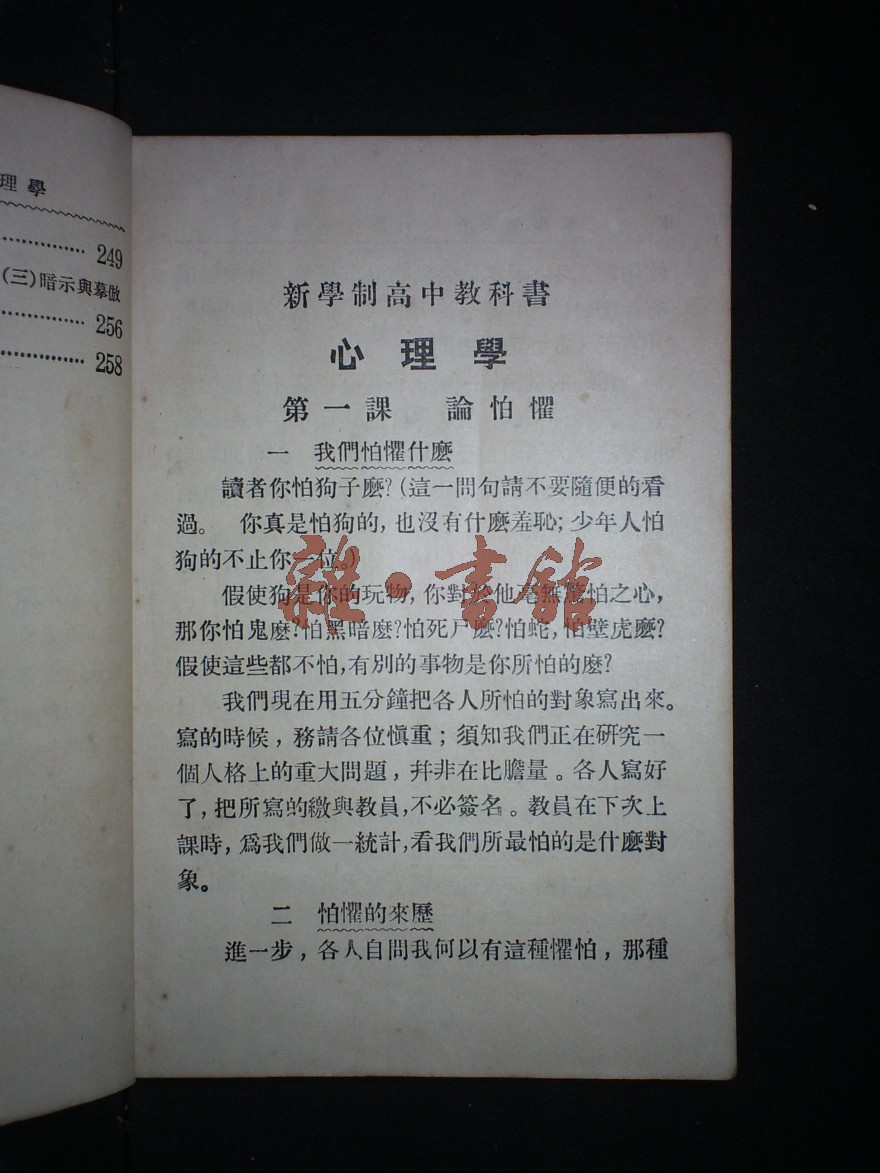 理學
249
(三)暗示與摹倣
256
258
新學制高中教科書
心理學
第一課 論怕懼
一 我們怕懼什麽
讀者你怕狗子麽?(這一問句請不要隨便的看
過。 你真是怕狗的，也沒有什麽羞恥；少年人怕
狗的不止你一位。)
假使狗是你的玩物，你對於他毫無驚怕之心，
那你怕鬼麽?怕黑暗麽?怕死尸麽?怕蛇，怕壁虎麽?
假使這些都不怕，有別的事物是你所怕的麽?
我們現在用五分鐘把各人所怕的對象寫出來。
寫的時候，務請各位愼重；須知我們正在研究一
個人格上的重大問題，幷非在比膽量。各人寫好
了，把所寫的繳與教員，不必簽名。教員在下次上
課時，爲我們做一統計，看我們所最怕的是什麽對
象。
二 怕懼的來歷
進一步，各人自問我何以有這種懼怕，那種
雜·書館